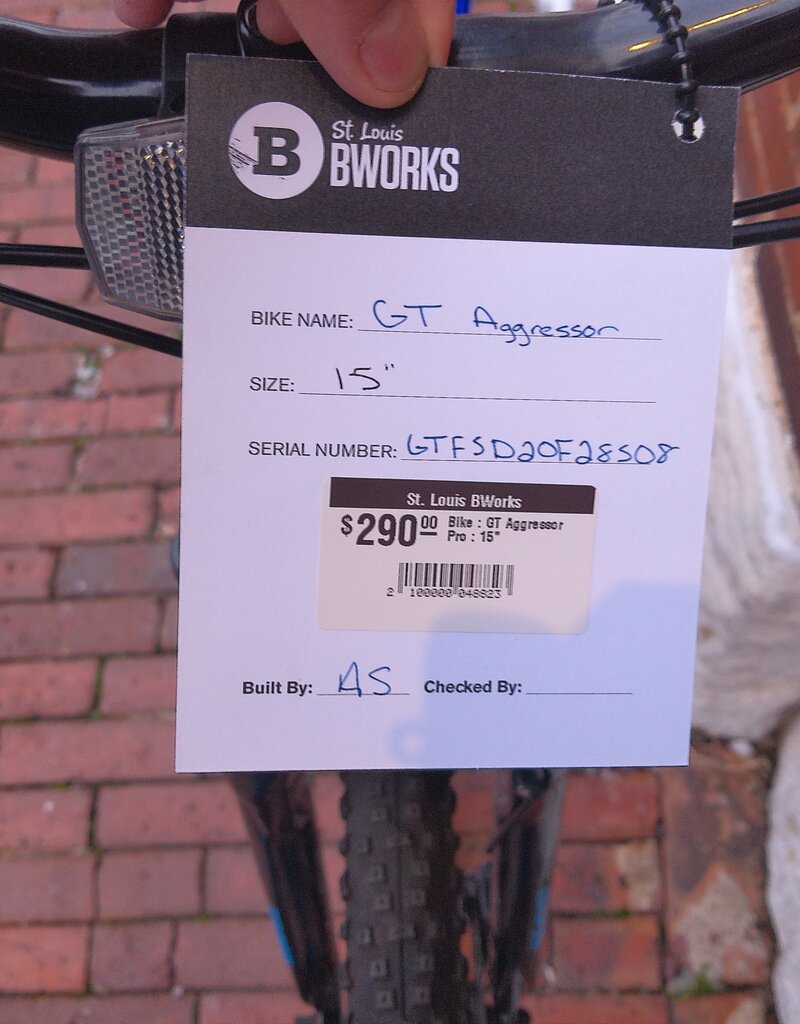 B
St. Louis
BWORKS
BIKE NAME: GT Aggressor
SIZE: 15"
SERIAL NUMBER: GTFSD20F28508
St. Louis BWorks
$290.00 Bike : GT Aggressor
Pro : 15"
2 100000 048823
Built By: AS Checked By: